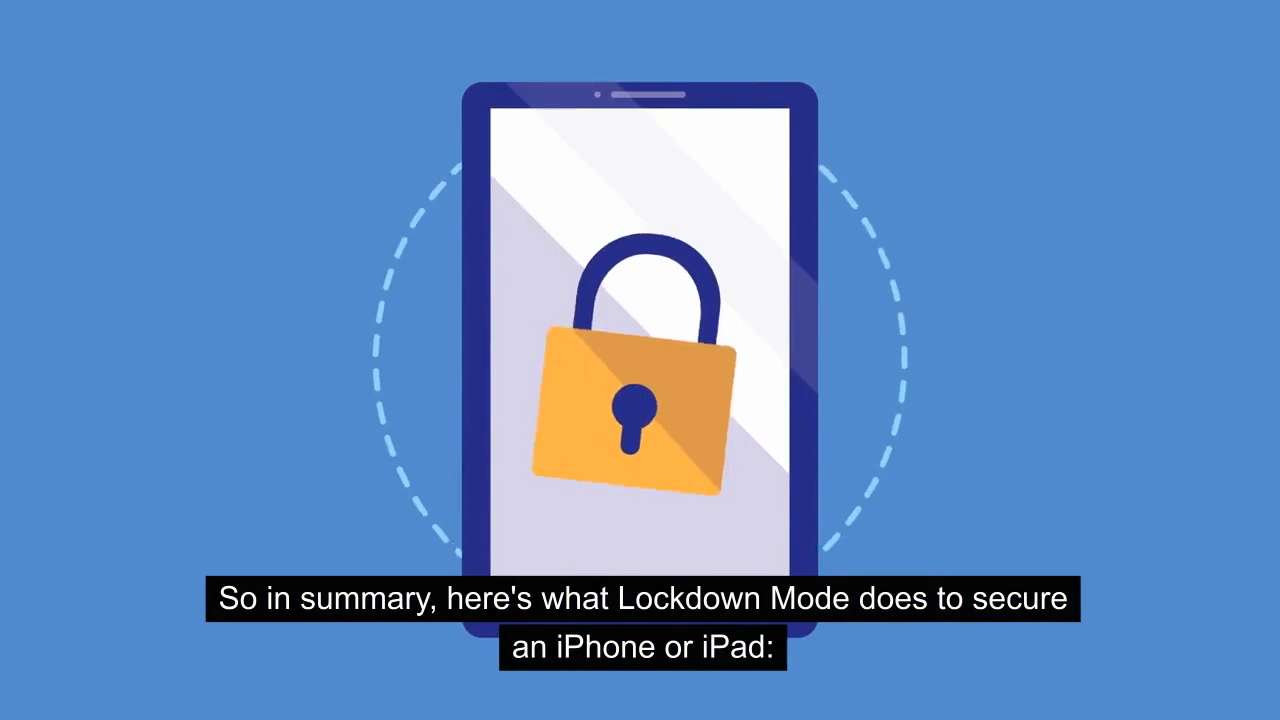 So in summary, here's what Lockdown Mode does to secure
an iPhone or iPad: